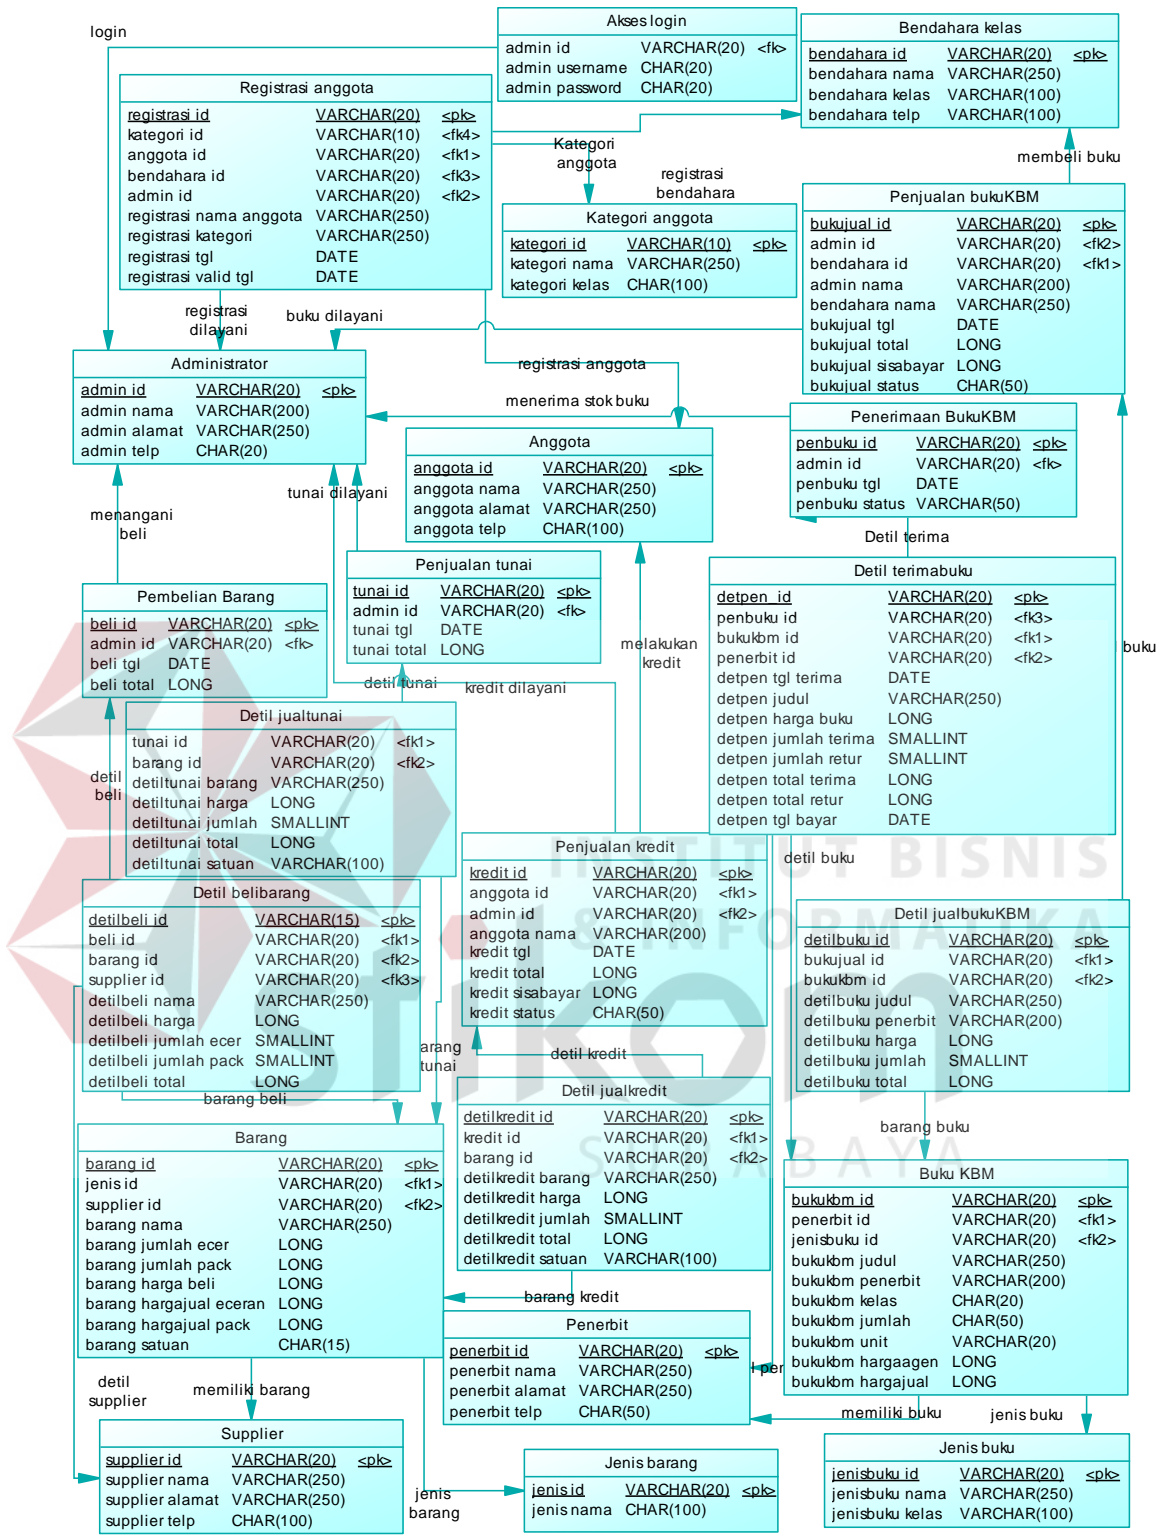 login
Akses login
admin id VARCHAR(20) <fk>
admin username CHAR(20)
admin password CHAR(20)
Bendahara kelas
bendahara id VARCHAR(20) <pk>
bendahara nama VARCHAR(250)
bendahara kelas VARCHAR(100)
bendahara telp VARCHAR(100)
Registrasi anggota
registrasi id VARCHAR(20) <pk>
kategori id VARCHAR(10) <fk4>
anggota id VARCHAR(20) <fk1>
bendahara id VARCHAR(20) <fk3>
admin id VARCHAR(20) <fk2>
registrasi nama anggota VARCHAR(250)
registrasi kategori VARCHAR(250)
registrasi tgl DATE
registrasi valid tgl DATE
Kategori
anggota
registrasi
bendahara
membeli buku
Kategori anggota
kategori id VARCHAR(10) <pk>
kategori nama VARCHAR(250)
kategori kelas CHAR(100)
Penjualan bukuKBM
bukujual id VARCHAR(20) <pk>
admin id VARCHAR(20) <fk2>
bendahara id VARCHAR(20) <fk1>
admin nama VARCHAR(200)
bendahara nama VARCHAR(250)
bukujual tgl DATE
bukujual total LONG
bukujual sisabayar LONG
bukujual status CHAR(50)
registrasi
dilayani
buku dilayani
Administrator
admin id VARCHAR(20) <pk>
admin nama VARCHAR(200)
admin alamat VARCHAR(250)
admin telp CHAR(20)
registrasi anggota
menerima stok buku
Anggota
anggota id VARCHAR(20) <pk>
anggota nama VARCHAR(250)
anggota alamat VARCHAR(250)
anggota telp CHAR(100)
Penerimaan BukuKBM
penbuku id VARCHAR(20) <pk>
admin id VARCHAR(20) <fk>
penbuku tgl DATE
penbuku status VARCHAR(50)
tunai dilayani
menangani
beli
Detil terima
Penjualan tunai
tunai id VARCHAR(20) <pk>
admin id VARCHAR(20) <fk>
tunai tgl DATE
tunai total LONG
Pembelian Barang
beli id VARCHAR(20) <pk>
admin id VARCHAR(20) <fk>
beli tgl DATE
beli total LONG
Detil terimabuku
detpen_id VARCHAR(20) <pk>
penbuku id VARCHAR(20) <fk3>
bukukbm id VARCHAR(20) <fk1>
penerbit id VARCHAR(20) <fk2>
detpen tgl terima DATE
detpen judul VARCHAR(250)
detpen harga buku LONG
detpen jumlah terima SMALLINT
detpen jumlah retur SMALLINT
detpen total terima LONG
detpen total retur LONG
detpen tgl bayar DATE
melakukan
kredit
buku
detil tunai
kredit dilayani
Detil jualtunai
tunai id VARCHAR(20) <fk1>
barang id VARCHAR(20) <fk2>
detiltunai barang VARCHAR(250)
detiltunai harga LONG
detiltunai jumlah SMALLINT
detiltunai total LONG
detiltunai satuan VARCHAR(100)
detil
beli
INSTITUT BISNIS
& INFORMATIKA
stikom
SURABAYA
detil buku
Penjualan kredit
kredit id VARCHAR(20) <pk>
anggota id VARCHAR(20) <fk1>
admin id VARCHAR(20) <fk2>
anggota nama VARCHAR(200)
kredit tgl DATE
kredit total LONG
kredit sisabayar LONG
kredit status CHAR(50)
Detil belibarang
detilbeli id VARCHAR(15) <pk>
beli id VARCHAR(20) <fk1>
barang id VARCHAR(20) <fk2>
supplier id VARCHAR(20) <fk3>
detilbeli nama VARCHAR(250)
detilbeli harga LONG
detilbeli jumlah ecer SMALLINT
detilbeli jumlah pack SMALLINT
detilbeli total LONG
Detil jualbukuKBM
detilbuku id VARCHAR(20) <pk>
bukujual id VARCHAR(20) <fk1>
bukukbm id VARCHAR(20) <fk2>
detilbuku judul VARCHAR(250)
detilbuku penerbit VARCHAR(200)
detilbuku harga LONG
detilbuku jumlah SMALLINT
detilbuku total LONG
arang
tunai
detil kredit
barang beli
barang buku
Detil jualkredit
detilkredit id VARCHAR(20) <pk>
kredit id VARCHAR(20) <fk1>
barang id VARCHAR(20) <fk2>
detilkredit barang VARCHAR(250)
detilkredit harga LONG
detilkredit jumlah SMALLINT
detilkredit total LONG
detilkredit satuan VARCHAR(100)
Barang
barang id VARCHAR(20) <pk>
jenis id VARCHAR(20) <fk1>
supplier id VARCHAR(20) <fk2>
barang nama VARCHAR(250)
barang jumlah ecer LONG
barang jumlah pack LONG
barang harga beli LONG
barang hargajual eceran LONG
barang hargajual pack LONG
barang satuan CHAR(15)
Buku KBM
bukukbm id VARCHAR(20) <pk>
penerbit id VARCHAR(20) <fk1>
jenisbuku id VARCHAR(20) <fk2>
bukukbm judul VARCHAR(250)
bukukbm penerbit VARCHAR(200)
bukukbm kelas CHAR(20)
bukukbm jumlah CHAR(50)
bukukbm unit VARCHAR(20)
bukukbm hargaagen LONG
bukukbm hargajual LONG
barang kredit
Penerbit
penerbit id VARCHAR(20) <pk>
penerbit nama VARCHAR(250)
penerbit alamat VARCHAR(250)
penerbit telp CHAR(50)
l per
detil
supplier
memiliki barang
memiliki buku
jenis buku
Supplier
supplier id VARCHAR(20) <pk>
supplier nama VARCHAR(250)
supplier alamat VARCHAR(250)
supplier telp CHAR(100)
jenis
barang
Jenis barang
jenis id VARCHAR(20) <pk>
jenis nama CHAR(100)
Jenis buku
jenisbuku id VARCHAR(20) <pk>
jenisbuku nama VARCHAR(250)
jenisbuku kelas VARCHAR(100)